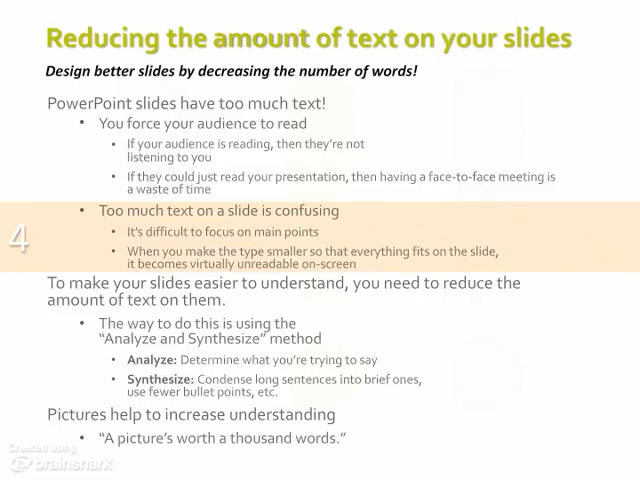 Reducing the amount of text on your slides
Design better slides by decreasing the number of words!
PowerPoint slides have too much text!
• You force your audience to read
• If your audience is reading, then they're not
listening to you
• If they could just read your presentation, then having a face-to-face meeting is
a waste of time
• Too much text on a slide is confusing
4
• It's difficult to focus on main points
• When you make the type smaller so that everything fits on the slide,
it becomes virtually unreadable on-screen
To make your slides easier to understand, you need to reduce the
amount of text on them.
• The way to do this is using the
“Analyze and Synthesize” method
• Analyze: Determine what you're trying to say
• Synthesize: Condense long sentences into brief ones,
use fewer bullet points, etc.
Pictures help to increase understanding
• “A picture's worth a thousand words.”
Created using
brainshark